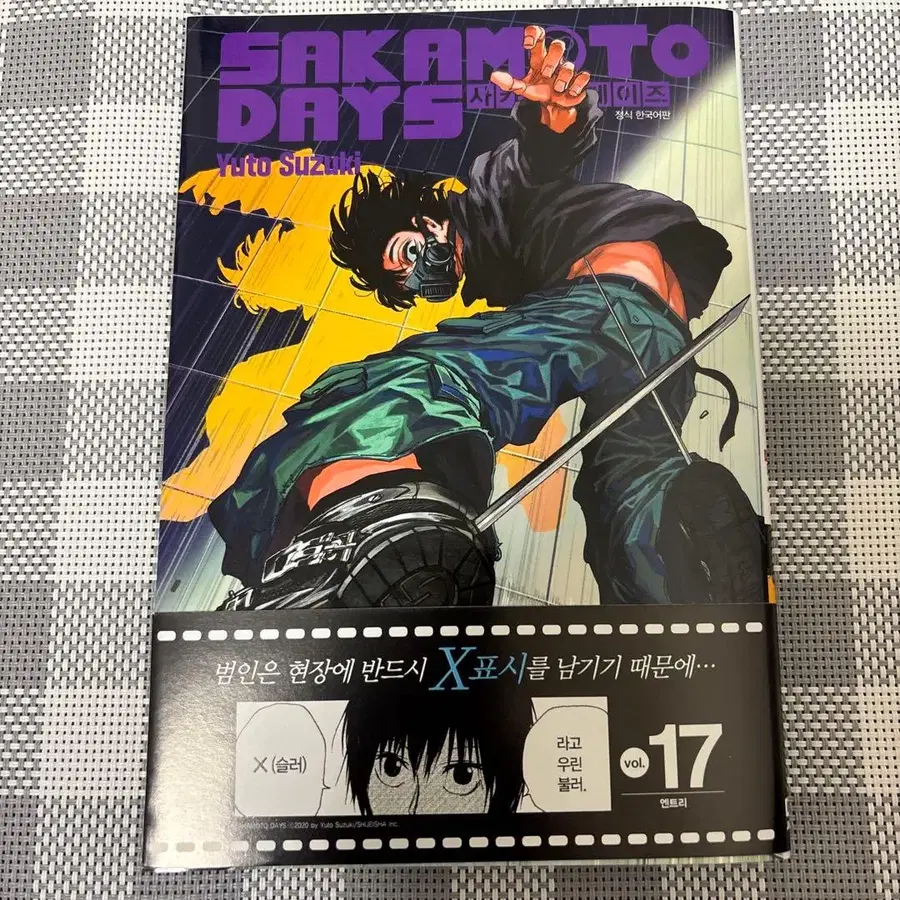 SAKAMOTO
DAYS
정식 한국어판
Yuto Suzuki
범인은 현장에 반드시 X표시를 남기기 때문에…
X(슬러)
라고
우린
불러.
vol. 17
엔트리
SAKAMOTO DAYS ©2020 by Yuto Suzuki/SHUEISHA Inc.